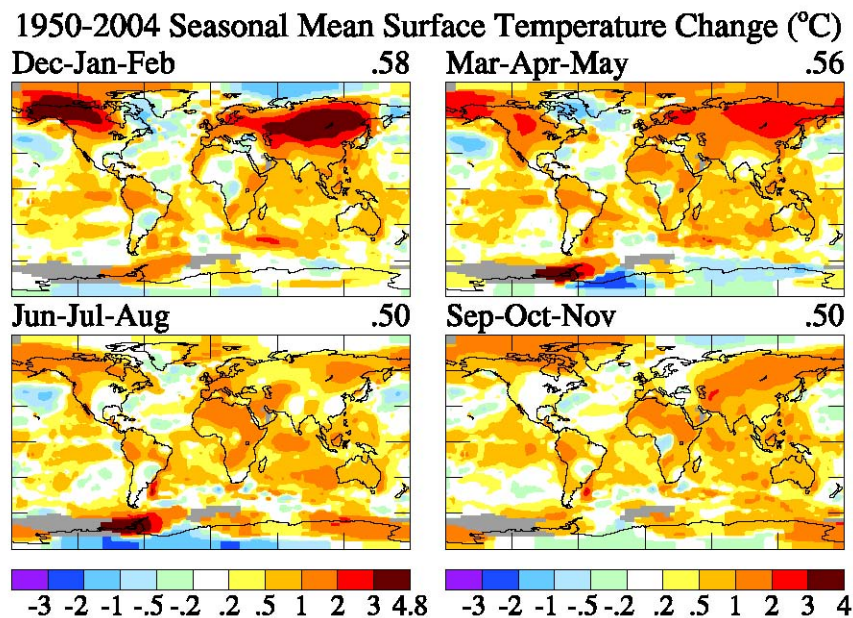 1950-2004 Seasonal Mean Surface Temperature Change (°C)
Dec-Jan-Feb .58 Mar-Apr-May .56
Jun-Jul-Aug .50 Sep-Oct-Nov .50
-3 -2 -1 -.5 -.2 .2 .5 1 2 3 4.8 -3 -2 -1 -.5 -.2 .2 .5 1 2 3 4